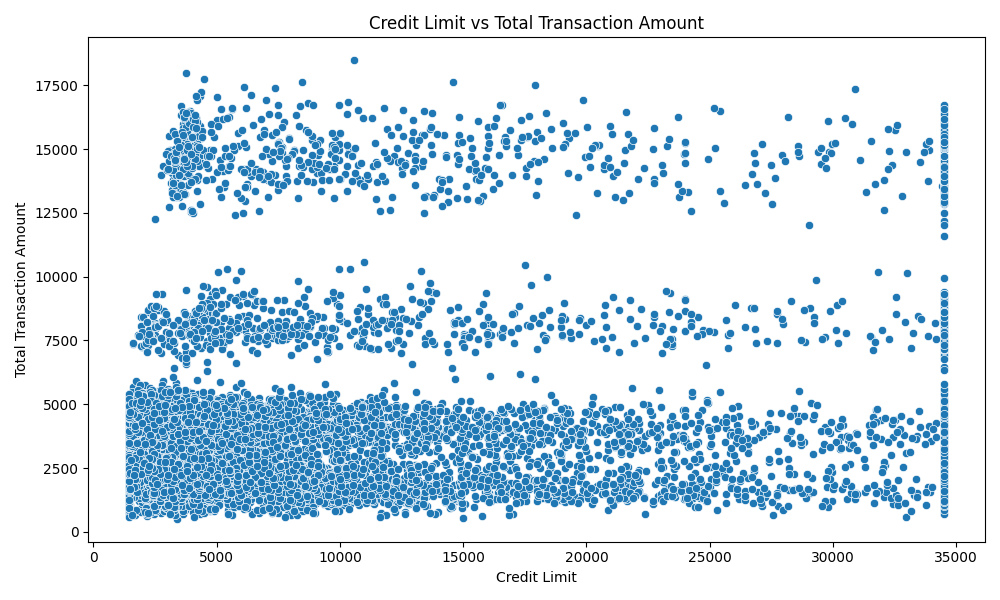 Credit Limit vs Total Transaction Amount
Total Transaction Amount
17500
15000
12500
10000
7500
5000
2500
0
0 5000 10000 15000 20000 25000 30000 35000
Credit Limit